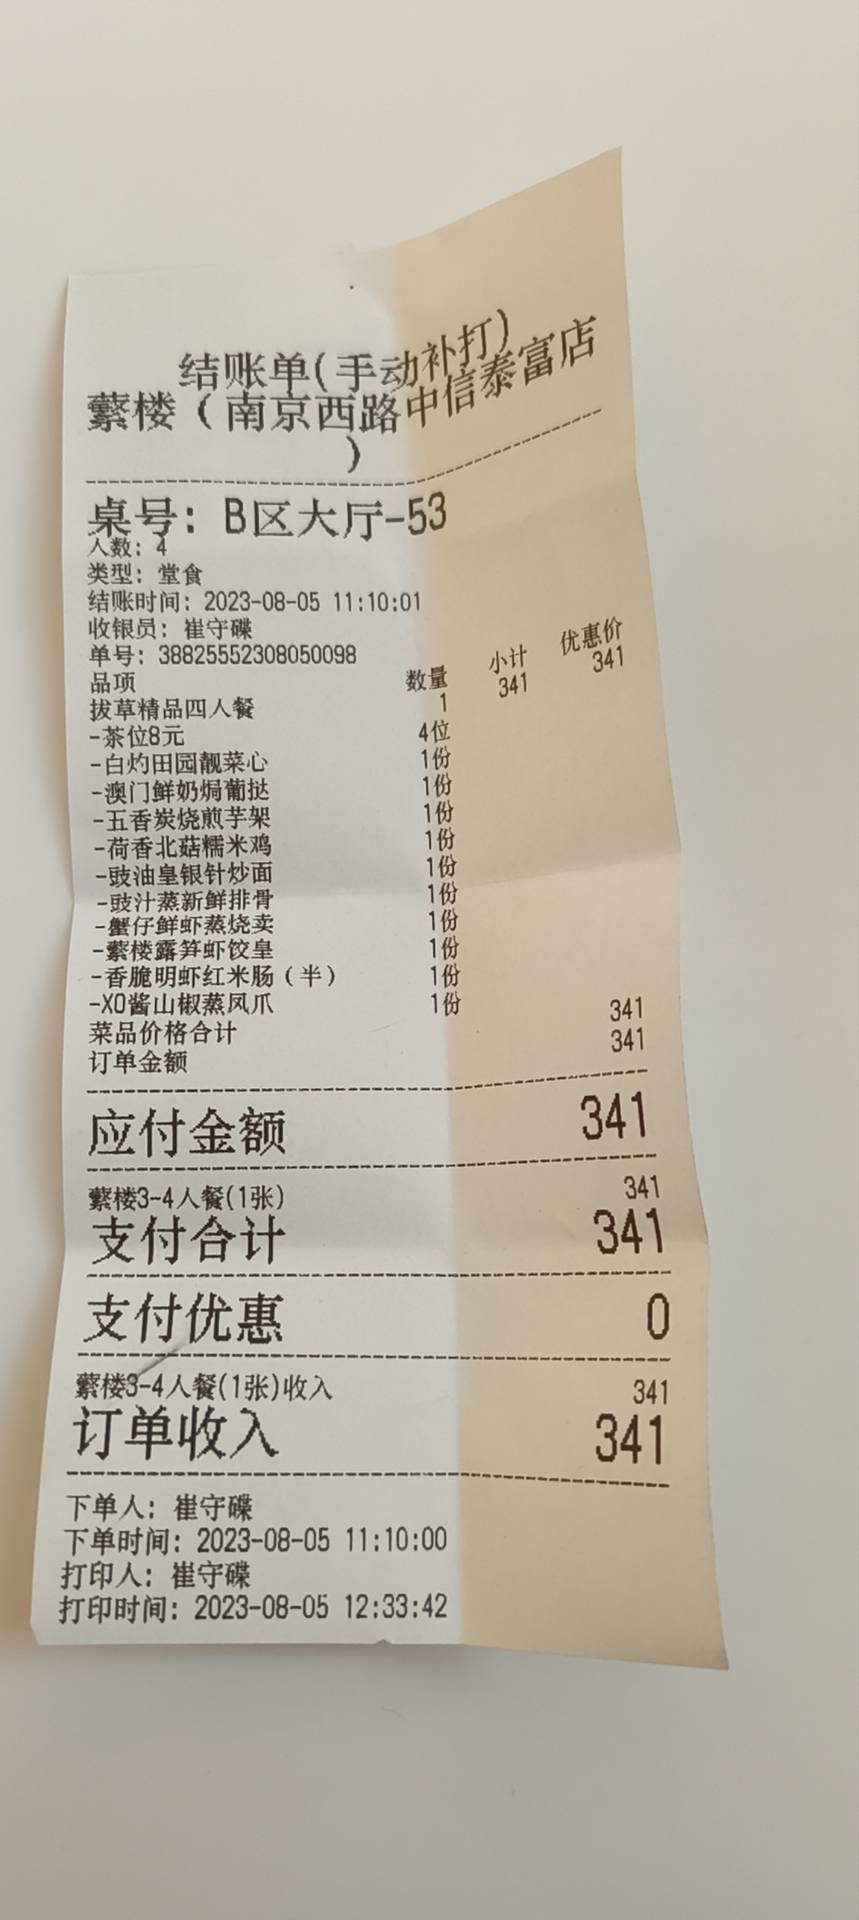 结账单(手动补打)
蘩楼（南京西路中信泰富店
）
桌号: B区大厅-53
人数: 4
类型: 堂食
结账时间: 2023-08-05 11:10:01
收银员: 崔守碟
单号: 38825552308050098
品项 数量 小计 优惠价
拔草精品四人餐 1 341 341
-茶位8元 4位
-白灼田园靓菜心 1份
-澳门鲜奶焗葡挞 1份
-五香炭烧煎芋架 1份
-荷香北菇糯米鸡 1份
-豉油皇银针炒面 1份
-豉汁蒸新鲜排骨 1份
-蟹仔鲜虾蒸烧卖 1份
-蘩楼露笋虾饺皇 1份
-香脆明虾红米肠（半） 1份
-XO酱山椒蒸凤爪 1份
菜品价格合计 341
订单金额 341
应付金额 341
蘩楼3-4人餐(1张) 341
支付合计 341
支付优惠 0
蘩楼3-4人餐(1张)收入 341
订单收入 341
下单人: 崔守碟
下单时间: 2023-08-05 11:10:00
打印人: 崔守碟
打印时间: 2023-08-05 12:33:42